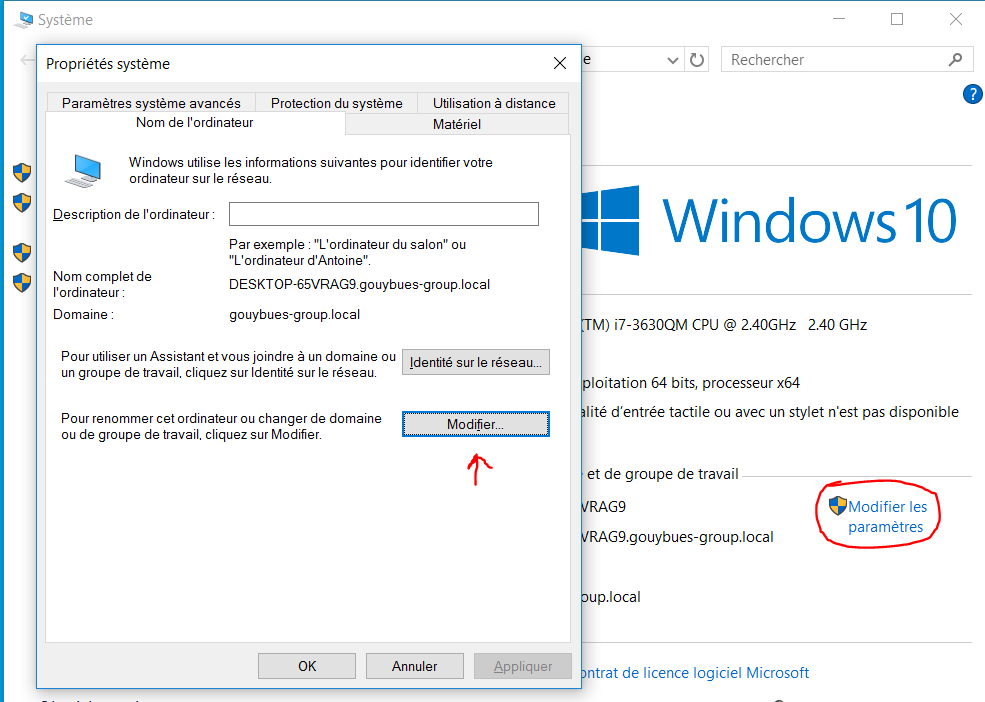 Système
Propriétés système
e
Rechercher
?
Paramètres système avancés
Protection du système
Utilisation à distance
Nom de l'ordinateur
Matériel
Windows utilise les informations suivantes pour identifier votre
ordinateur sur le réseau.
Description de l'ordinateur :
Par exemple : "L'ordinateur du salon" ou
"L'ordinateur d'Antoine".
Nom complet de
l'ordinateur :
DESKTOP-65VRAG9.gouybues-group.local
Domaine :
gouybues-group.local
Pour utiliser un Assistant et vous joindre à un domaine ou
un groupe de travail, cliquez sur Identité sur le réseau.
Identité sur le réseau...
Pour renommer cet ordinateur ou changer de domaine
ou de groupe de travail, cliquez sur Modifier.
Modifier...
OK
Annuler
Appliquer
Windows 10
(TM) i7-3630QM CPU @ 2.40GHz 2.40 GHz
ploitation 64 bits, processeur x64
alité d'entrée tactile ou avec un stylet n'est pas disponible
et de groupe de travail
VRAG9
Modifier les
paramètres
VRAG9.gouybues-group.local
oup.local
ontrat de licence logiciel Microsoft